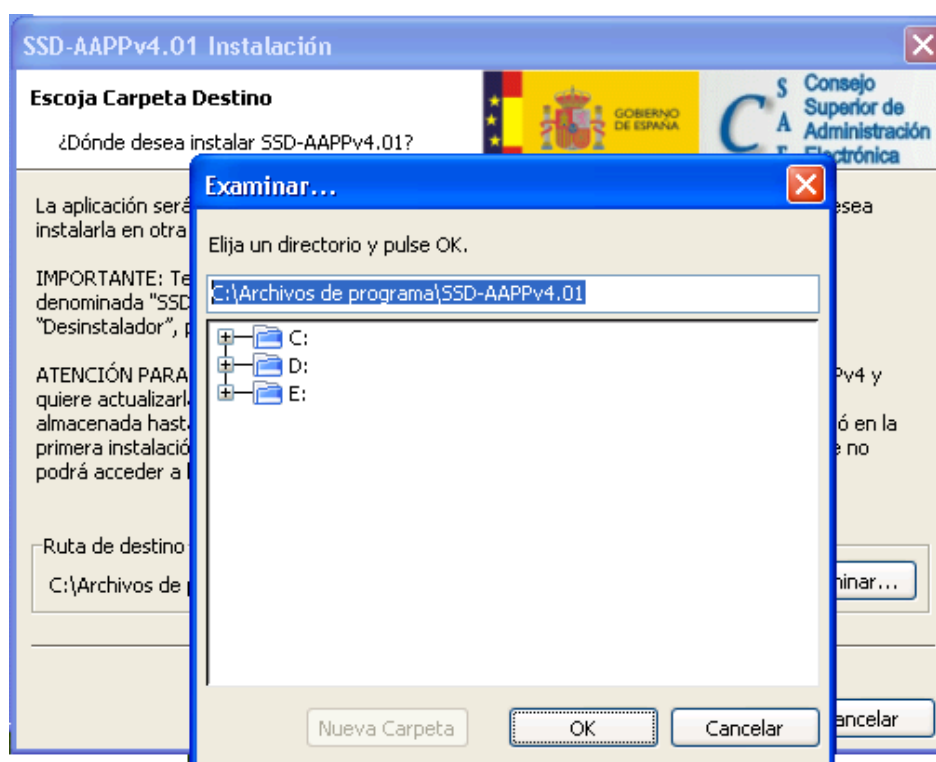 SSD-AAPPv4.01 Instalación
Escoja Carpeta Destino
¿Dónde desea instalar SSD-AAPPv4.01?
GOBIERNO
DE ESPAÑA
C
S
A
E
Consejo
Superior de
Administración
Electrónica
La aplicación será
esea
instalarla en otra
IMPORTANTE: Te
denominada "SSD
"Desinstalador", p
ATENCIÓN PARA
Pv4 y
quiere actualizarl
almacenada hast
ó en la
primera instalació
e no
podrá acceder a l
Ruta de destino
C:\Archivos de p
minar...
ancelar
Examinar...
Elija un directorio y pulse OK.
C:\Archivos de programa\SSD-AAPPv4.01
C:
D:
E:
Nueva Carpeta
OK
Cancelar